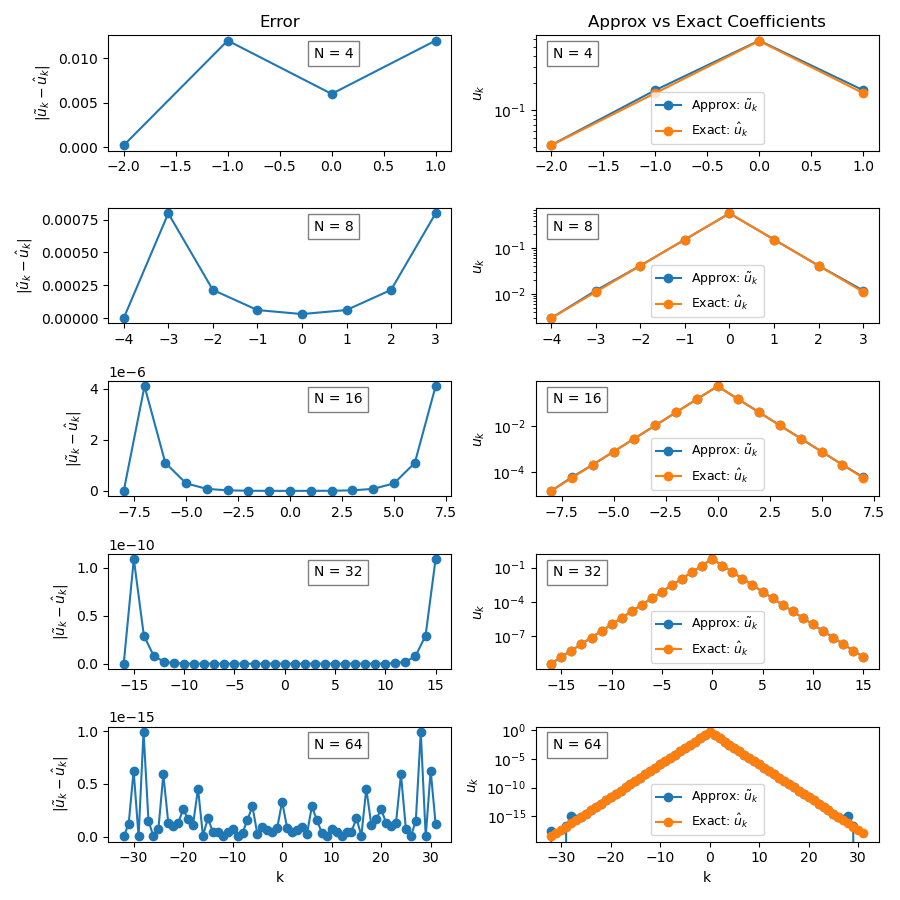 Error
Approx vs Exact Coefficients
|ũₖ − ûₖ|
0.010
0.005
0.000
N = 4
−2.0 −1.5 −1.0 −0.5 0.0 0.5 1.0
uₖ
10⁻¹
N = 4
Approx: ũₖ
Exact: ûₖ
−2.0 −1.5 −1.0 −0.5 0.0 0.5 1.0
|ũₖ − ûₖ|
0.00075
0.00050
0.00025
0.00000
N = 8
−4 −3 −2 −1 0 1 2 3
uₖ
10⁻¹
10⁻²
N = 8
Approx: ũₖ
Exact: ûₖ
−4 −3 −2 −1 0 1 2 3
1e−6
|ũₖ − ûₖ|
4
2
0
N = 16
−7.5 −5.0 −2.5 0.0 2.5 5.0 7.5
uₖ
10⁻²
10⁻⁴
N = 16
Approx: ũₖ
Exact: ûₖ
−7.5 −5.0 −2.5 0.0 2.5 5.0 7.5
1e−10
|ũₖ − ûₖ|
1.0
0.5
0.0
N = 32
−15 −10 −5 0 5 10 15
uₖ
10⁻¹
10⁻⁴
10⁻⁷
N = 32
Approx: ũₖ
Exact: ûₖ
−15 −10 −5 0 5 10 15
1e−15
|ũₖ − ûₖ|
1.0
0.5
0.0
N = 64
−30 −20 −10 0 10 20 30
k
uₖ
10⁰
10⁻⁵
10⁻¹⁰
10⁻¹⁵
N = 64
Approx: ũₖ
Exact: ûₖ
−30 −20 −10 0 10 20 30
k